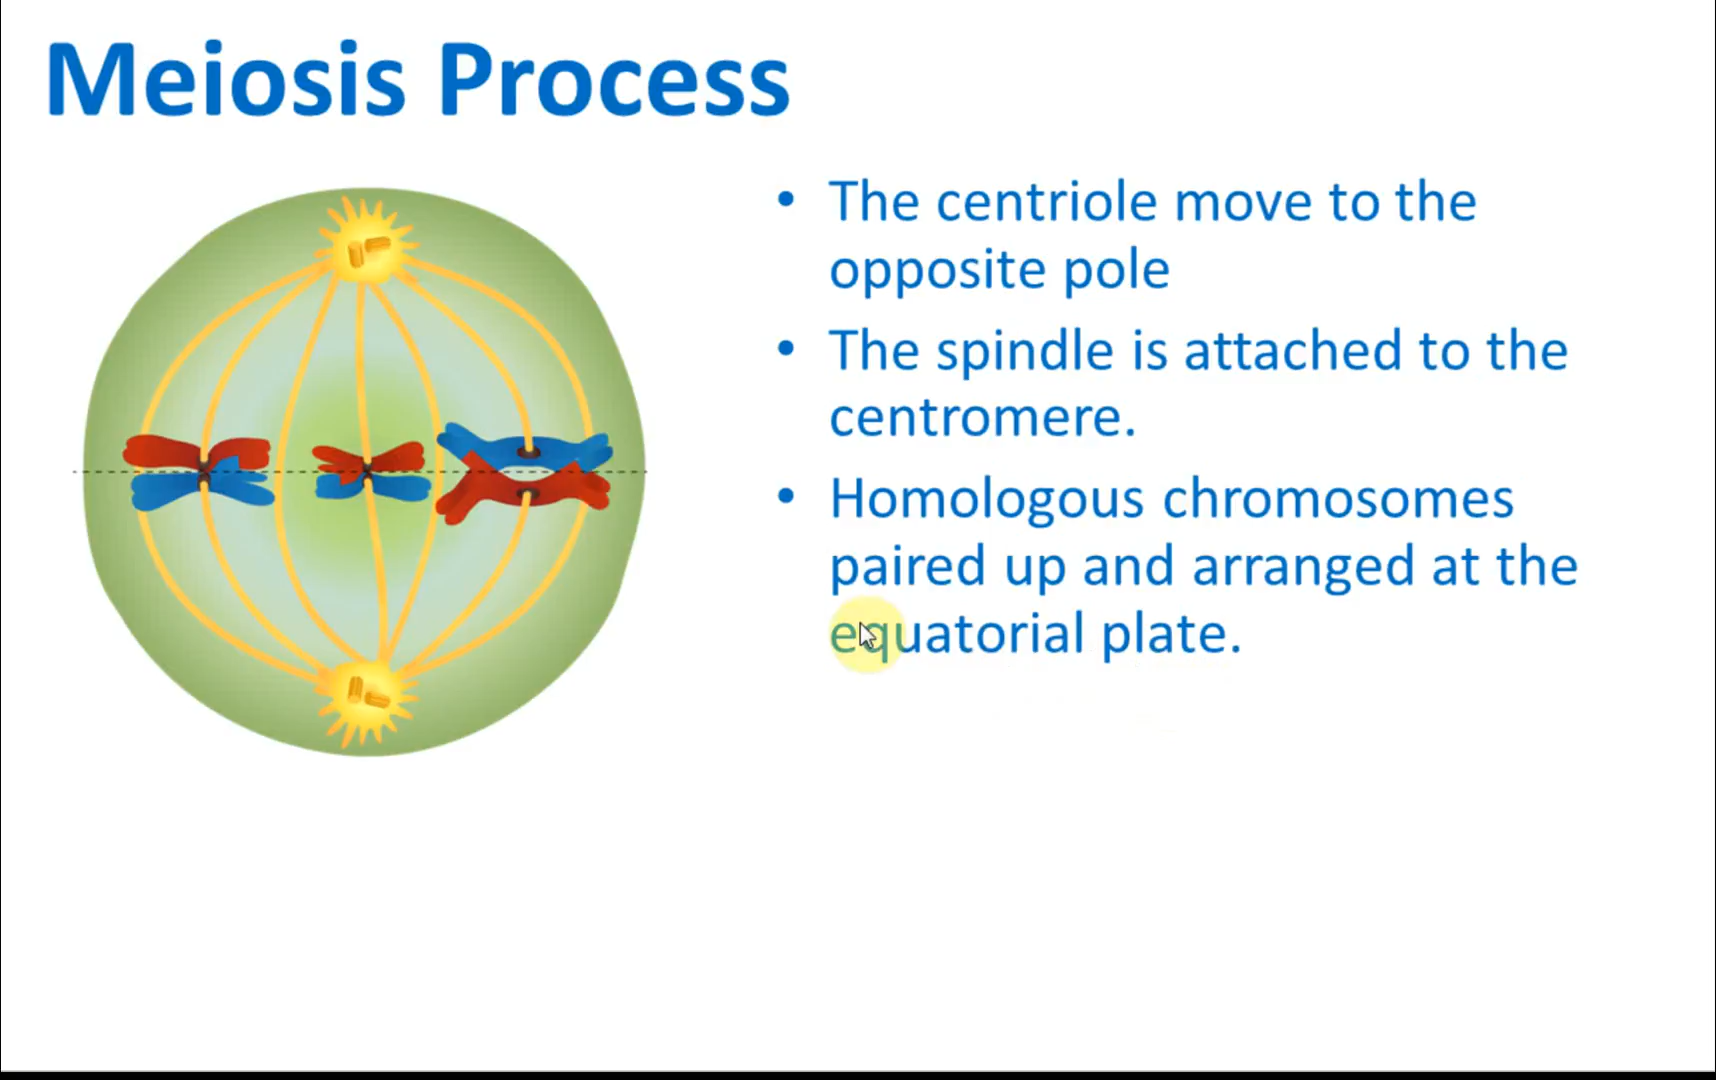 Meiosis Process
• The centriole move to the
opposite pole
• The spindle is attached to the
centromere.
• Homologous chromosomes
paired up and arranged at the
equatorial plate.